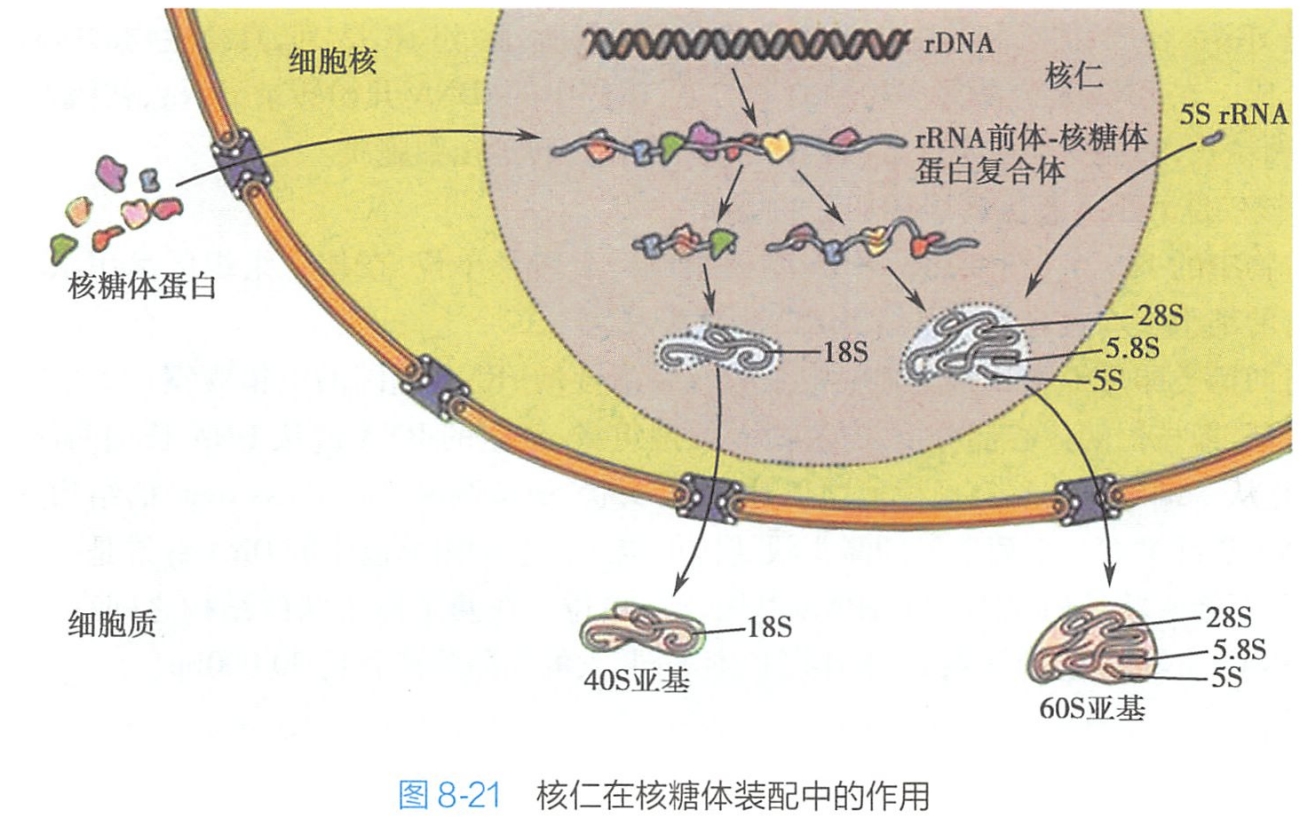 rDNA
细胞核
核仁
5S rRNA
rRNA前体-核糖体
蛋白复合体
核糖体蛋白
28S
18S
5.8S
5S
细胞质
28S
18S
5.8S
40S亚基
5S
60S亚基
图 8-21 核仁在核糖体装配中的作用